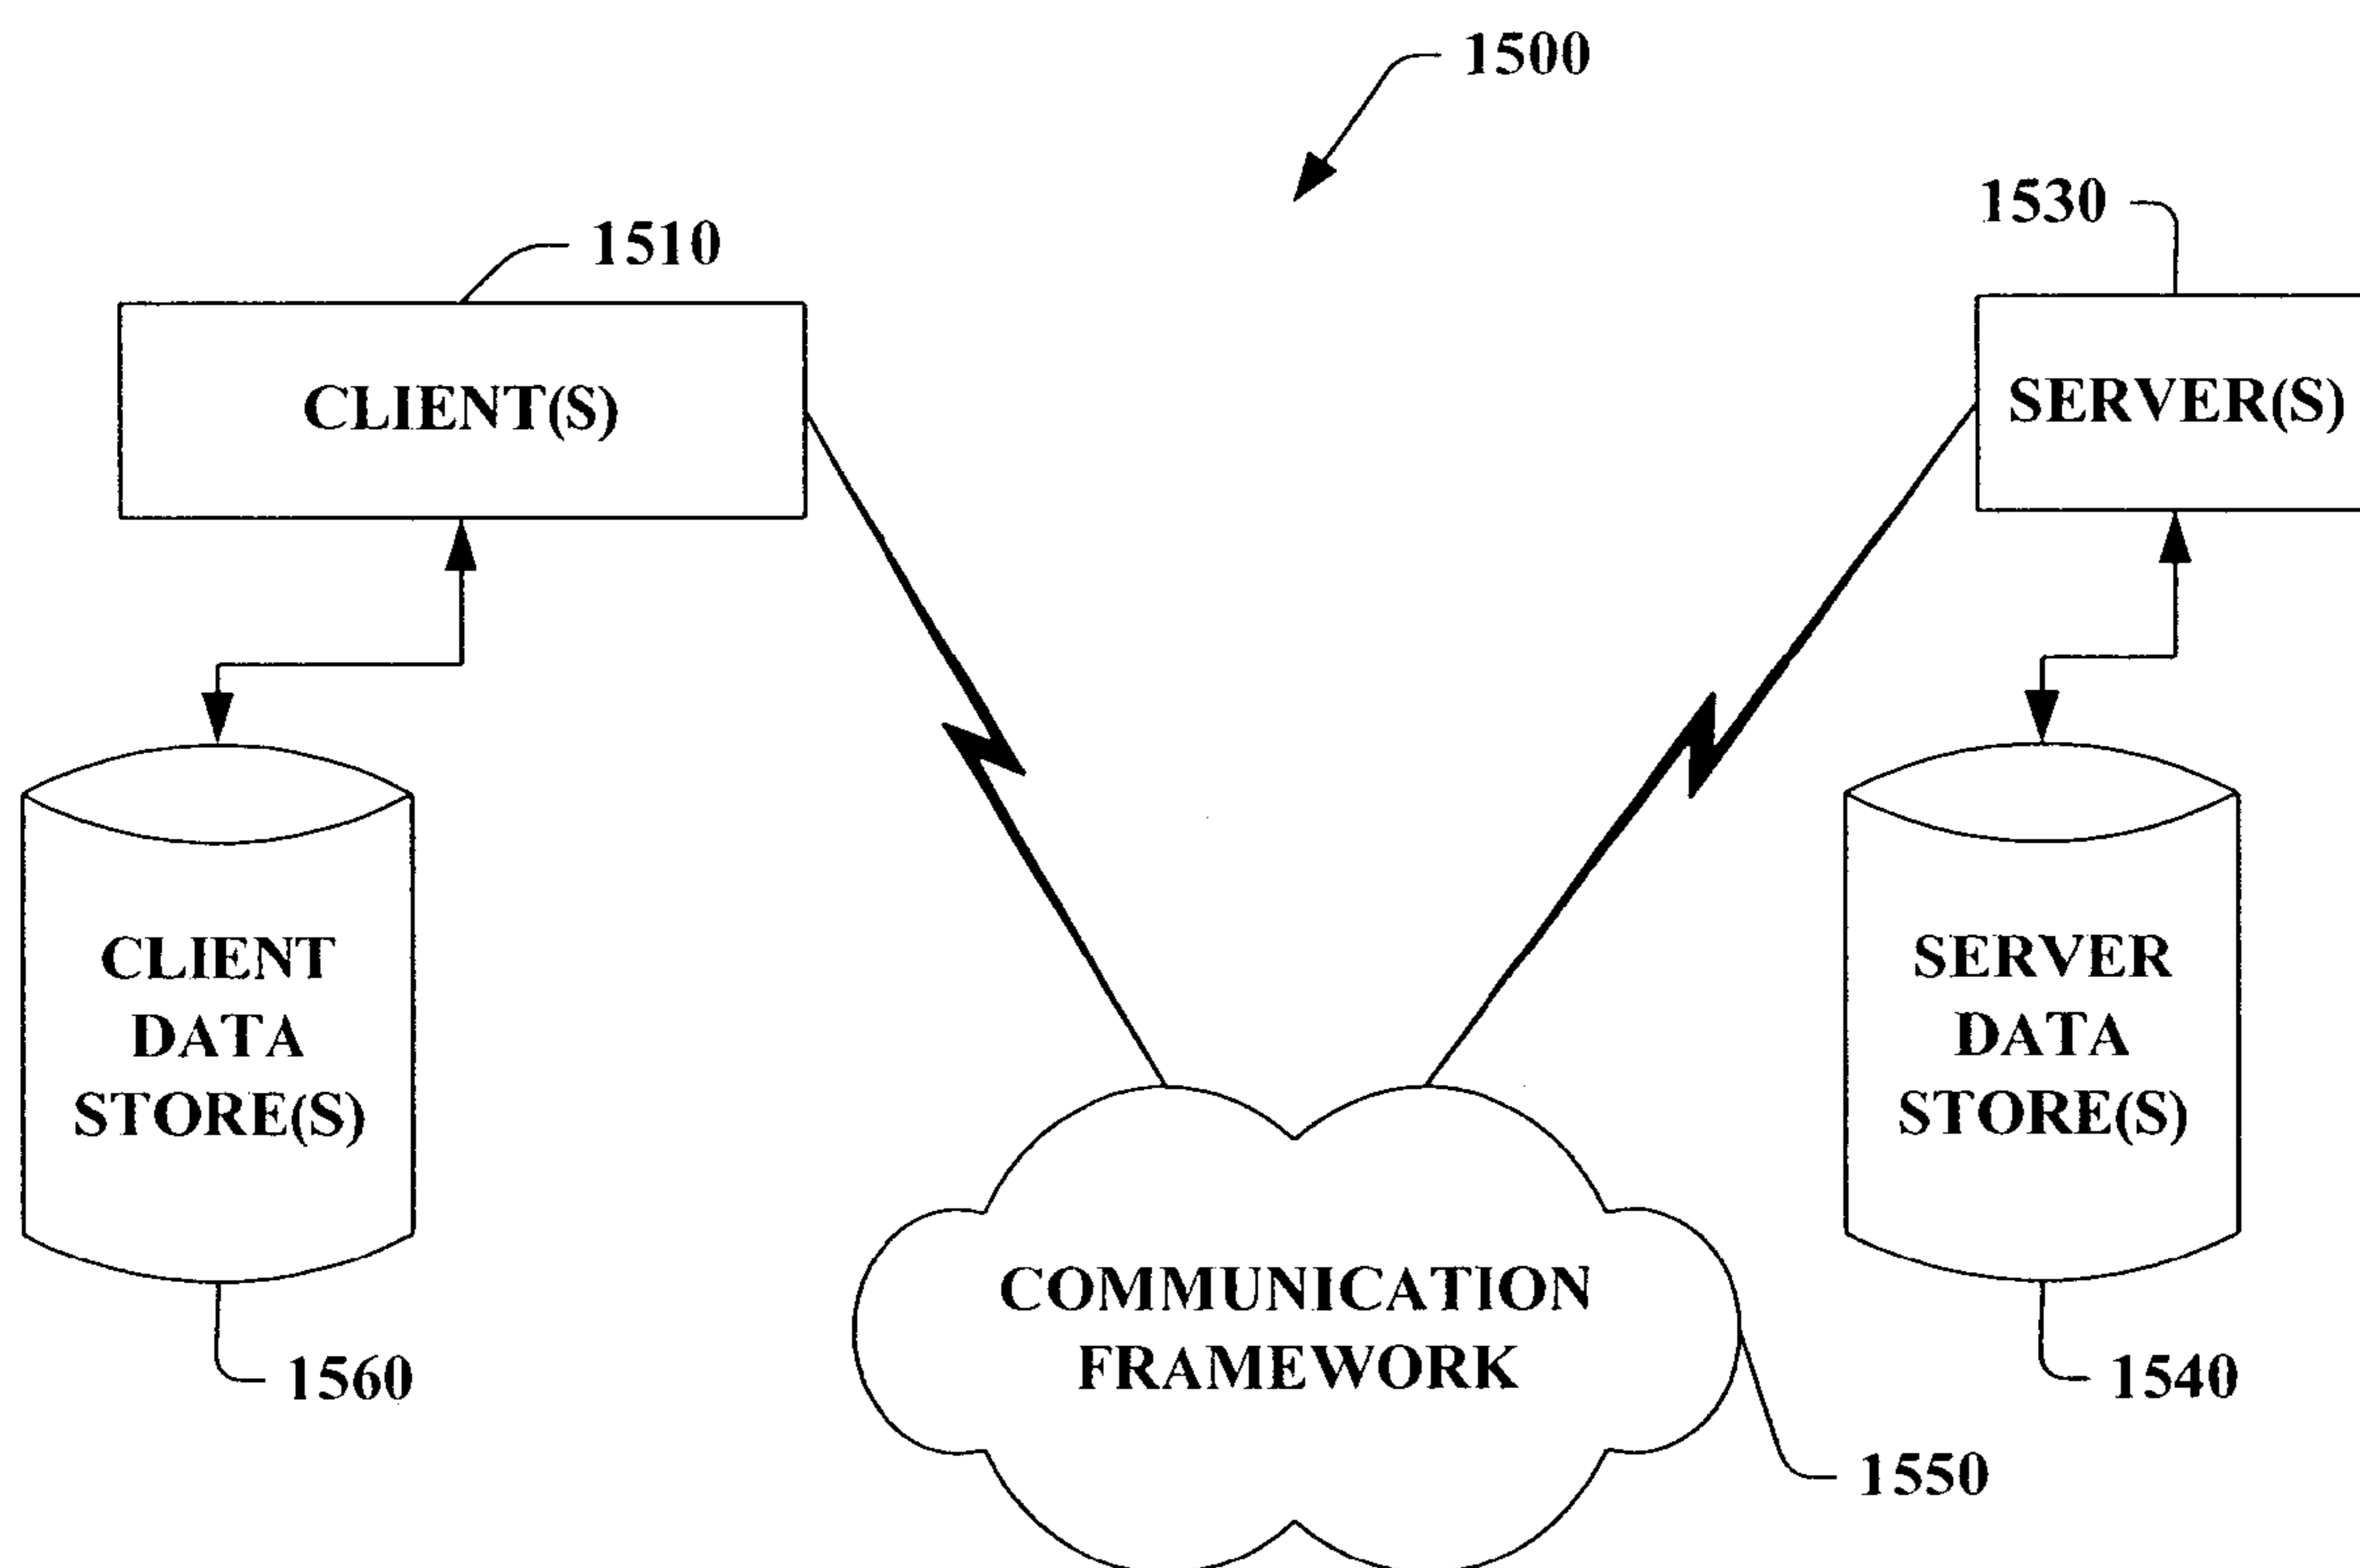 1500
1530
1510
CLIENT(S)
SERVER(S)
CLIENT
DATA
STORE(S)
SERVER
DATA
STORE(S)
COMMUNICATION
FRAMEWORK
1560
1540
1550